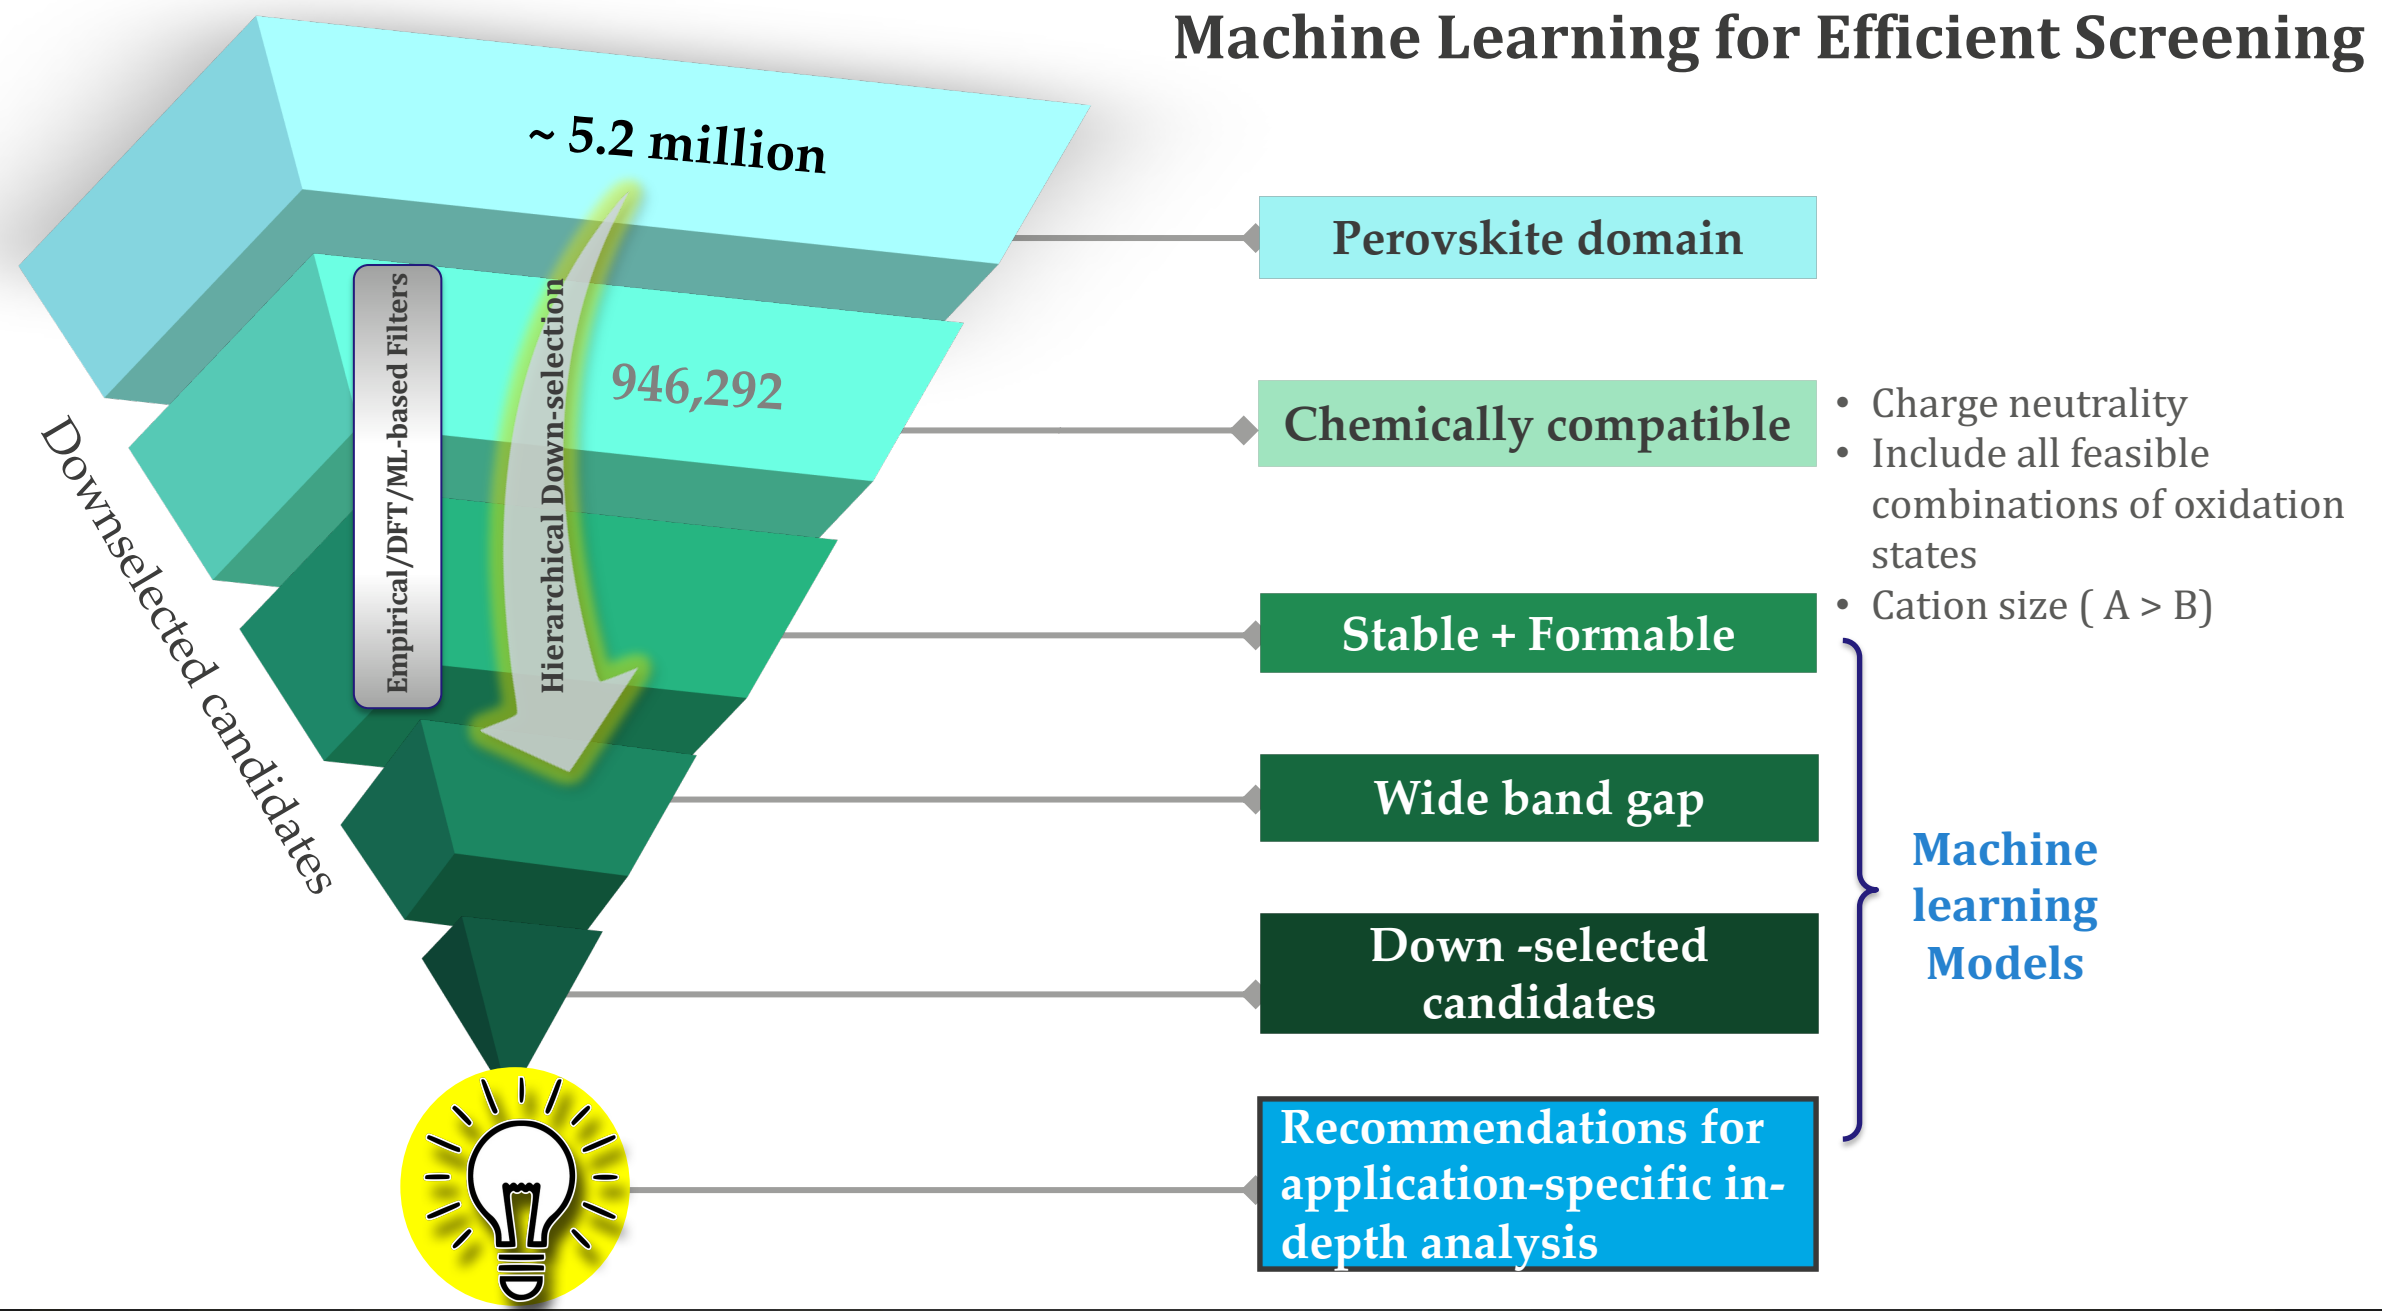 Machine Learning for Efficient Screening
~ 5.2 million
Perovskite domain
Empirical/DFT/ML-based Filters
Hierarchical Down-selection
946,292
Chemically compatible
• Charge neutrality
• Include all feasible
combinations of oxidation
states
• Cation size ( A > B)
Downselected candidates
Stable + Formable
Wide band gap
Down -selected
candidates
Machine
learning
Models
Recommendations for
application-specific in-
depth analysis